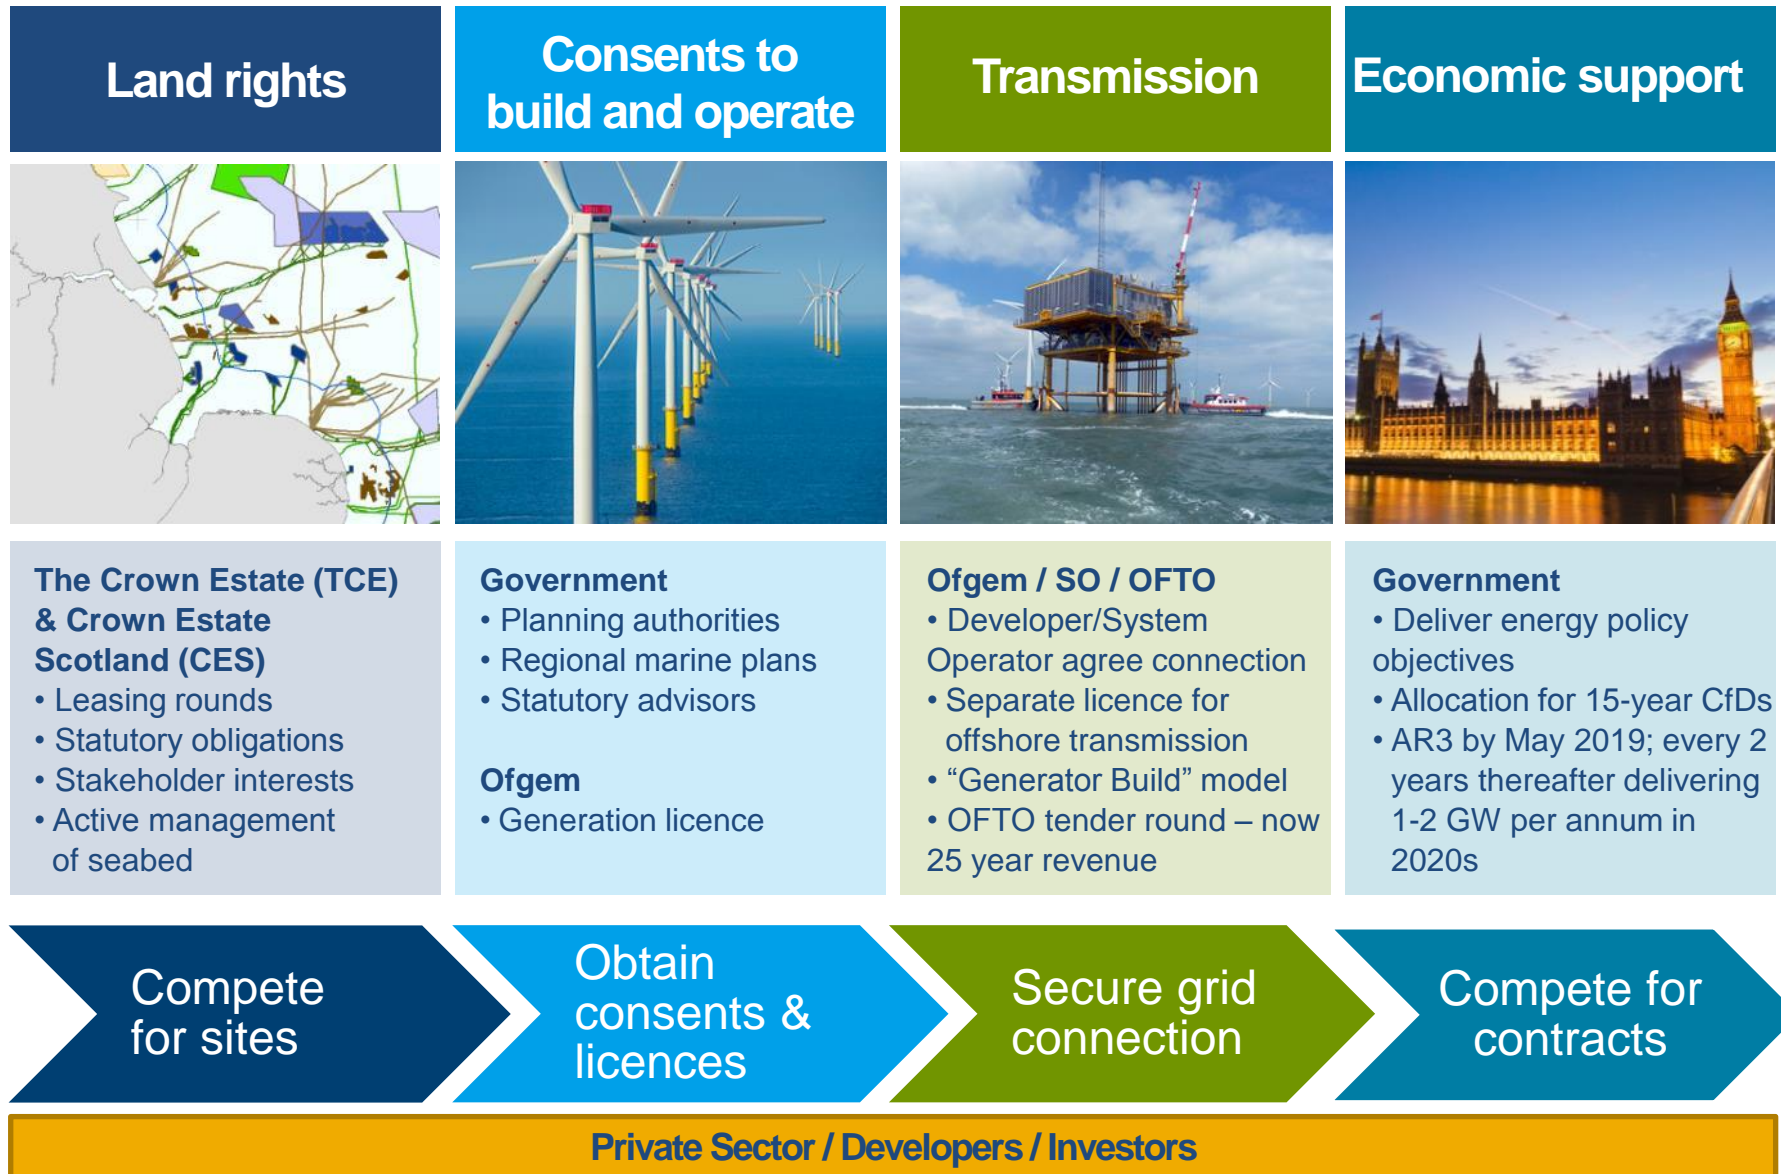 Land rights
Consents to
build and operate
Transmission
Economic support
The Crown Estate (TCE)
& Crown Estate
Scotland (CES)
• Leasing rounds
• Statutory obligations
• Stakeholder interests
• Active management
of seabed
Government
• Planning authorities
• Regional marine plans
• Statutory advisors
Ofgem
• Generation licence
Ofgem / SO / OFTO
• Developer/System
Operator agree connection
• Separate licence for
offshore transmission
• “Generator Build” model
• OFTO tender round – now
25 year revenue
Government
• Deliver energy policy
objectives
• Allocation for 15-year CfDs
• AR3 by May 2019; every 2
years thereafter delivering
1-2 GW per annum in
2020s
Compete
for sites
Obtain
consents &
licences
Secure grid
connection
Compete for
contracts
Private Sector / Developers / Investors